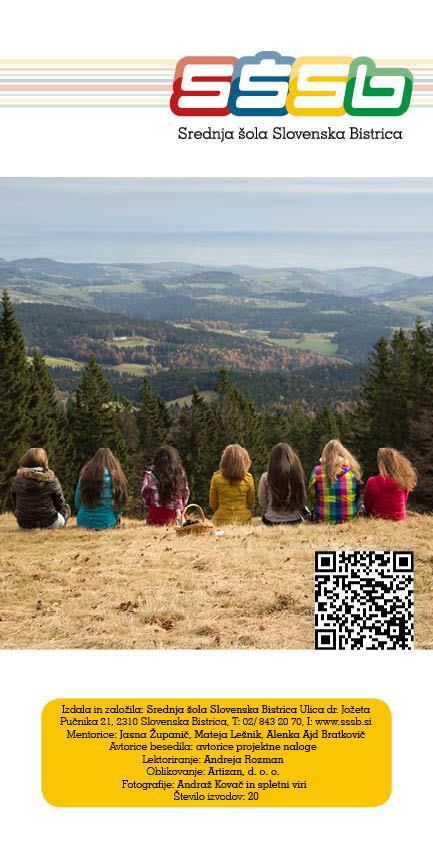 SŠSB
Srednja šola Slovenska Bistrica
Izdala in založila: Srednja šola Slovenska Bistrica Ulica dr. Jožeta
Pučnika 21, 2310 Slovenska Bistrica, T: 02/ 843 20 70, I: www.sssb.si
Mentorice: Jasna Županič, Mateja Lešnik, Alenka Ajd Bratkovič
Avtorice besedila: avtorice projektne naloge
Lektoriranje: Andreja Rozman
Oblikovanje: Artizan, d. o. o.
Fotografije: Andraž Kovač in spletni viri
Število izvodov: 20